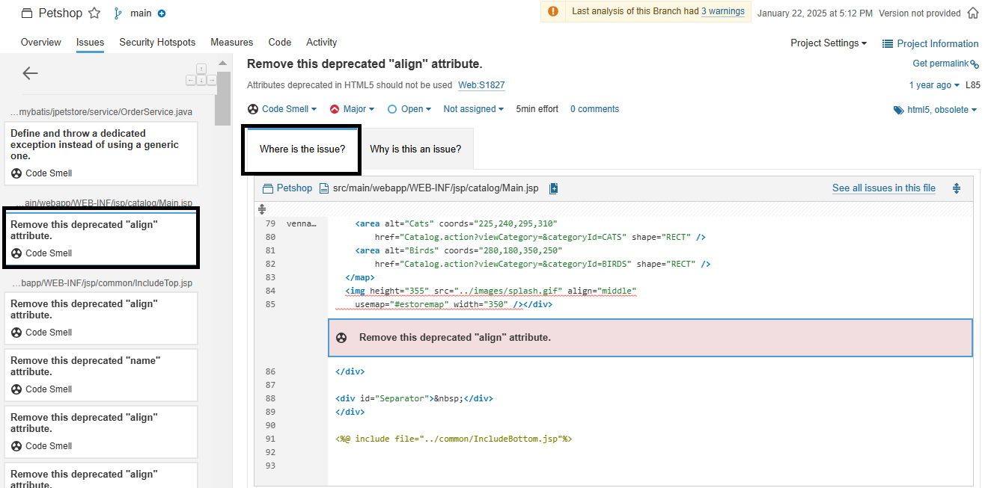 Petshop main
Last analysis of this Branch had 3 warnings January 22, 2025 at 5:12 PM Version not provided
Overview Issues Security Hotspots Measures Code Activity
Project Settings Project Information
Remove this deprecated "align" attribute.
Get permalink
Attributes deprecated in HTML5 should not be used Web:S1827
1 year ago L85
Code Smell Major Open Not assigned 5min effort 0 comments
html5, obsolete
...mybatis/jpetstore/service/OrderService.java
Define and throw a dedicated
exception instead of using a generic
one.
Code Smell
...ain/webapp/WEB-INF/jsp/catalog/Main.jsp
Remove this deprecated "align"
attribute.
Code Smell
...bapp/WEB-INF/jsp/common/IncludeTop.jsp
Remove this deprecated "align"
attribute.
Code Smell
Remove this deprecated "name"
attribute.
Code Smell
Remove this deprecated "align"
attribute.
Code Smell
Remove this deprecated "align"
attribute.
Where is the issue? Why is this an issue?
Petshop src/main/webapp/WEB-INF/jsp/catalog/Main.jsp See all issues in this file
79 venna… <area alt="Cats" coords="225,240,295,310"
80 href="Catalog.action?viewCategory=&categoryId=CATS" shape="RECT" />
81 <area alt="Birds" coords="280,180,350,250"
82 href="Catalog.action?viewCategory=&categoryId=BIRDS" shape="RECT" />
83 </map>
84 <img height="355" src="../images/splash.gif" align="middle"
85 usemap="#estoremap" width="350" /></div>
Remove this deprecated "align" attribute.
86 </div>
87
88 <div id="Separator">&nbsp;</div>
89 </div>
90
91 <%@ include file="../common/IncludeBottom.jsp"%>
92
93